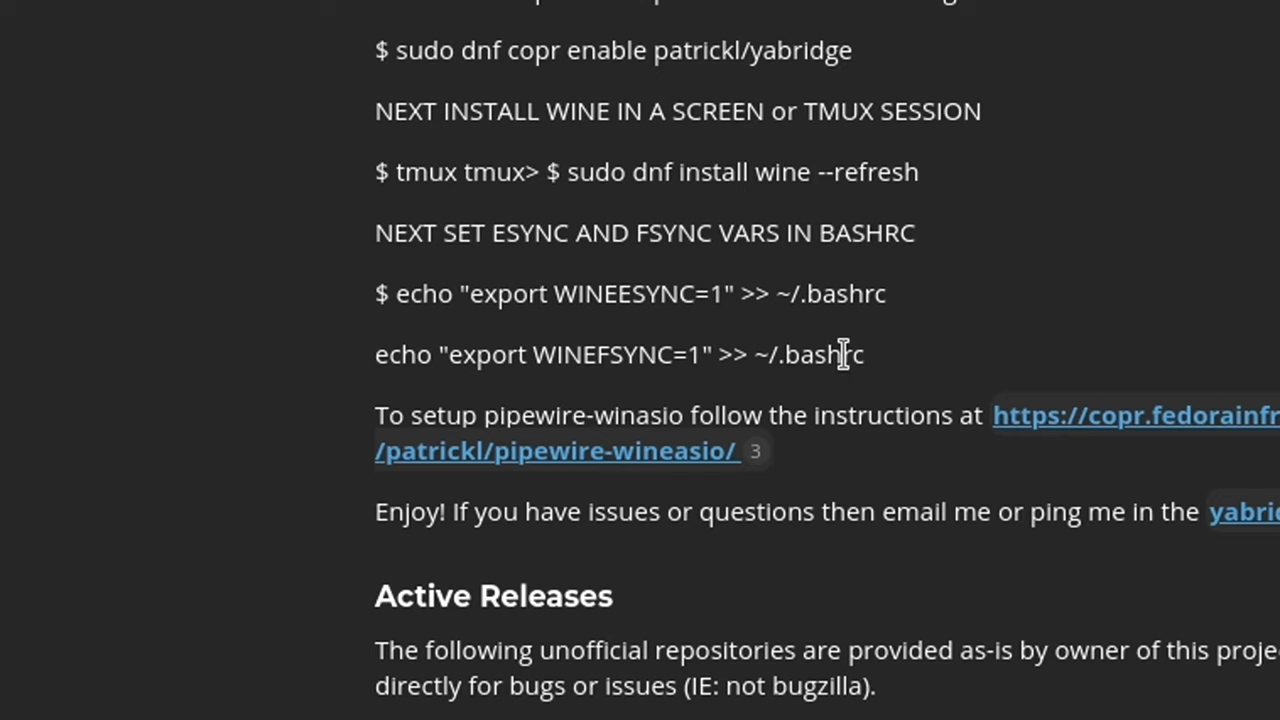 $ sudo dnf copr enable patrickl/yabridge
NEXT INSTALL WINE IN A SCREEN or TMUX SESSION
$ tmux tmux> $ sudo dnf install wine --refresh
NEXT SET ESYNC AND FSYNC VARS IN BASHRC
$ echo "export WINEESYNC=1" >> ~/.bashrc
echo "export WINEFSYNC=1" >> ~/.bashrc
To setup pipewire-winasio follow the instructions at https://copr.fedorainfr
/patrickl/pipewire-wineasio/ 3
Enjoy! If you have issues or questions then email me or ping me in the yabrid
Active Releases
The following unofficial repositories are provided as-is by owner of this proje
directly for bugs or issues (IE: not bugzilla).